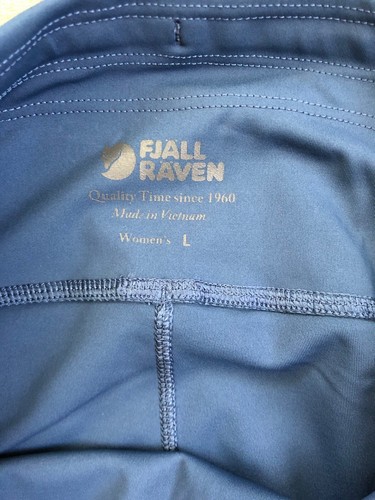 FJALL
RAVEN
Quality Time since 1960
Made in Vietnam
Women's L